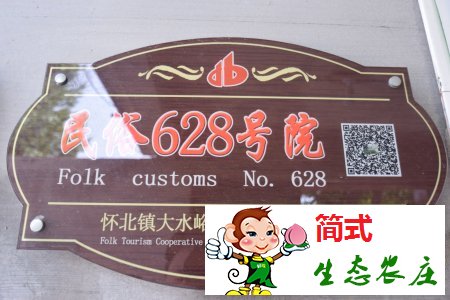 民俗628号院
Folk customs No. 628
怀北镇大水峪
Folk Tourism Cooperative
简式
生态农庄